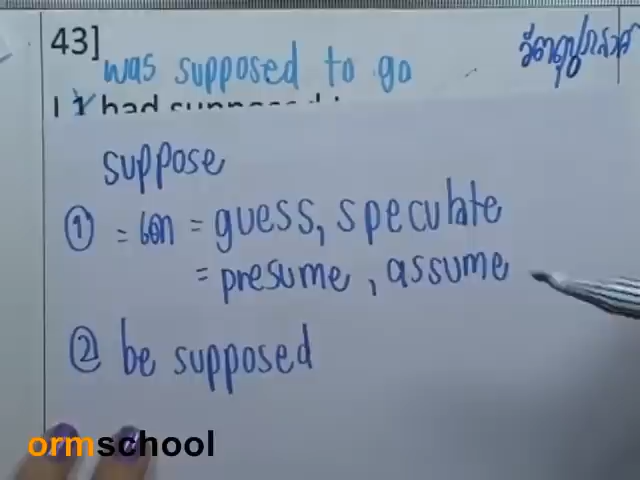 43]
was supposed to go
suppose
① = เดา = guess, speculate
= presume, assume
② be supposed
ormschool